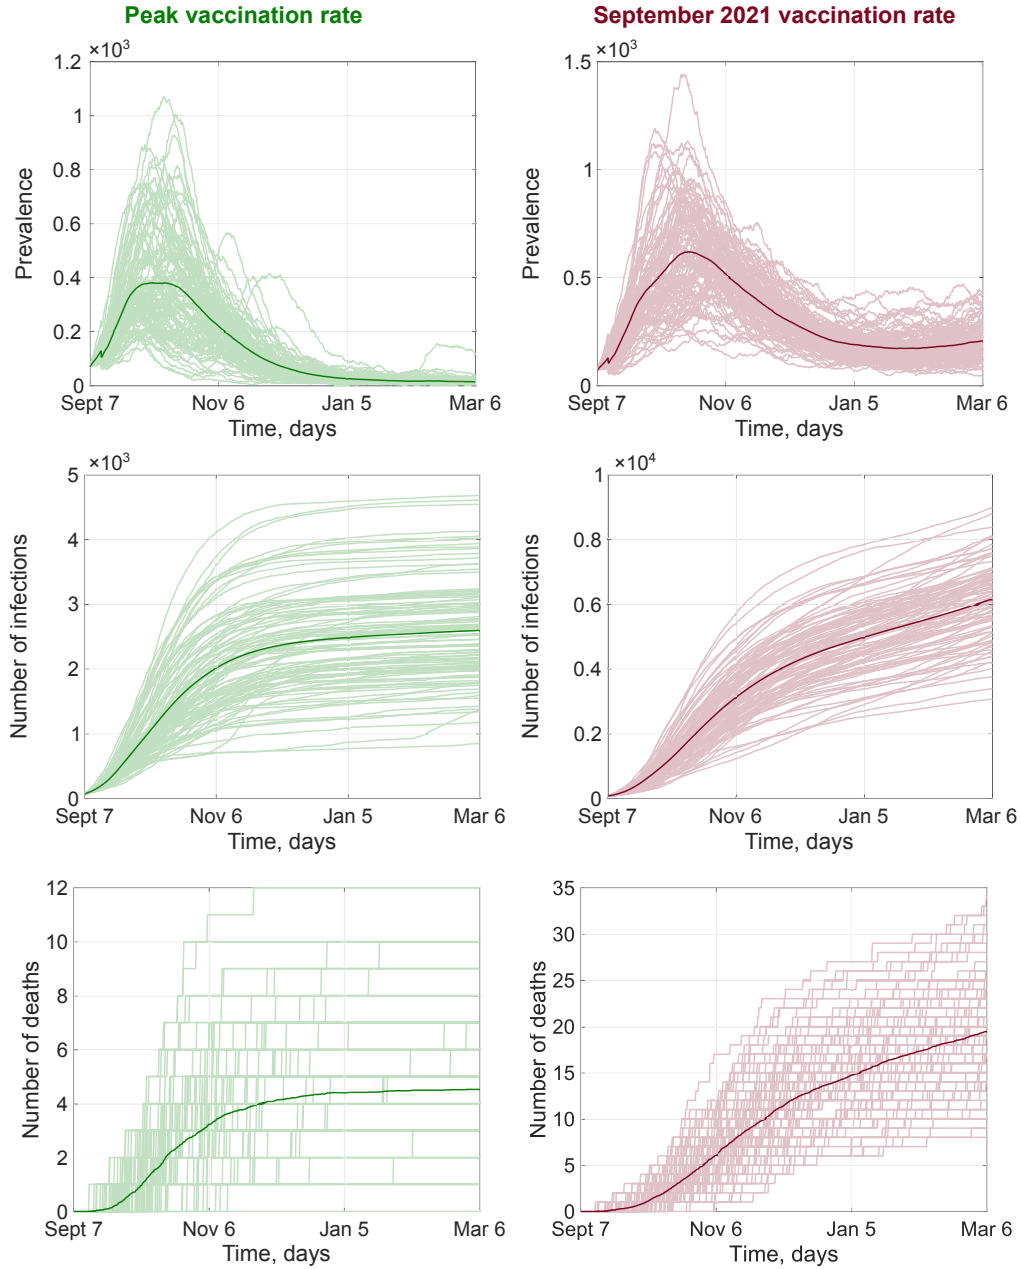 Peak vaccination rate
September 2021 vaccination rate
×10³
1.2
1
0.8
0.6
0.4
0.2
0
Prevalence
Sept 7
Nov 6
Jan 5
Mar 6
Time, days
×10³
1.5
1
0.5
0
Prevalence
Sept 7
Nov 6
Jan 5
Mar 6
Time, days
×10³
5
4
3
2
1
0
Number of infections
Sept 7
Nov 6
Jan 5
Mar 6
Time, days
×10⁴
1
0.8
0.6
0.4
0.2
0
Number of infections
Sept 7
Nov 6
Jan 5
Mar 6
Time, days
12
10
8
6
4
2
0
Number of deaths
Sept 7
Nov 6
Jan 5
Mar 6
Time, days
35
30
25
20
15
10
5
0
Number of deaths
Sept 7
Nov 6
Jan 5
Mar 6
Time, days